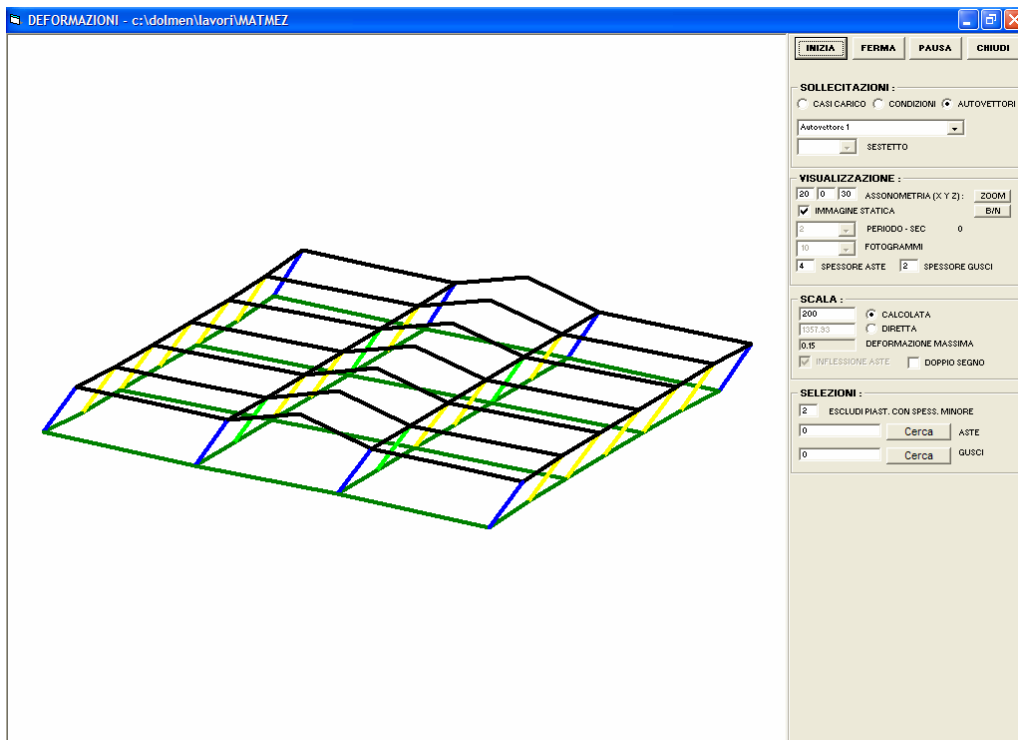 DEFORMAZIONI - c:\dolmen\lavori\MATMEZ
INIZIA FERMA PAUSA CHIUDI
SOLLECITAZIONI :
CASI CARICO CONDIZIONI AUTOVETTORI
Autovettore 1
SESTETTO
VISUALIZZAZIONE :
20 0 30 ASSONOMETRIA (X Y Z) : ZOOM
IMMAGINE STATICA B/N
2 PERIODO - SEC 0
10 FOTOGRAMMI
4 SPESSORE ASTE 2 SPESSORE GUSCI
SCALA :
200 CALCOLATA
1357.93 DIRETTA
0.15 DEFORMAZIONE MASSIMA
INFLESSIONE ASTE DOPPIO SEGNO
SELEZIONI :
2 ESCLUDI PIAST. CON SPESS. MINORE
0 Cerca ASTE
0 Cerca GUSCI